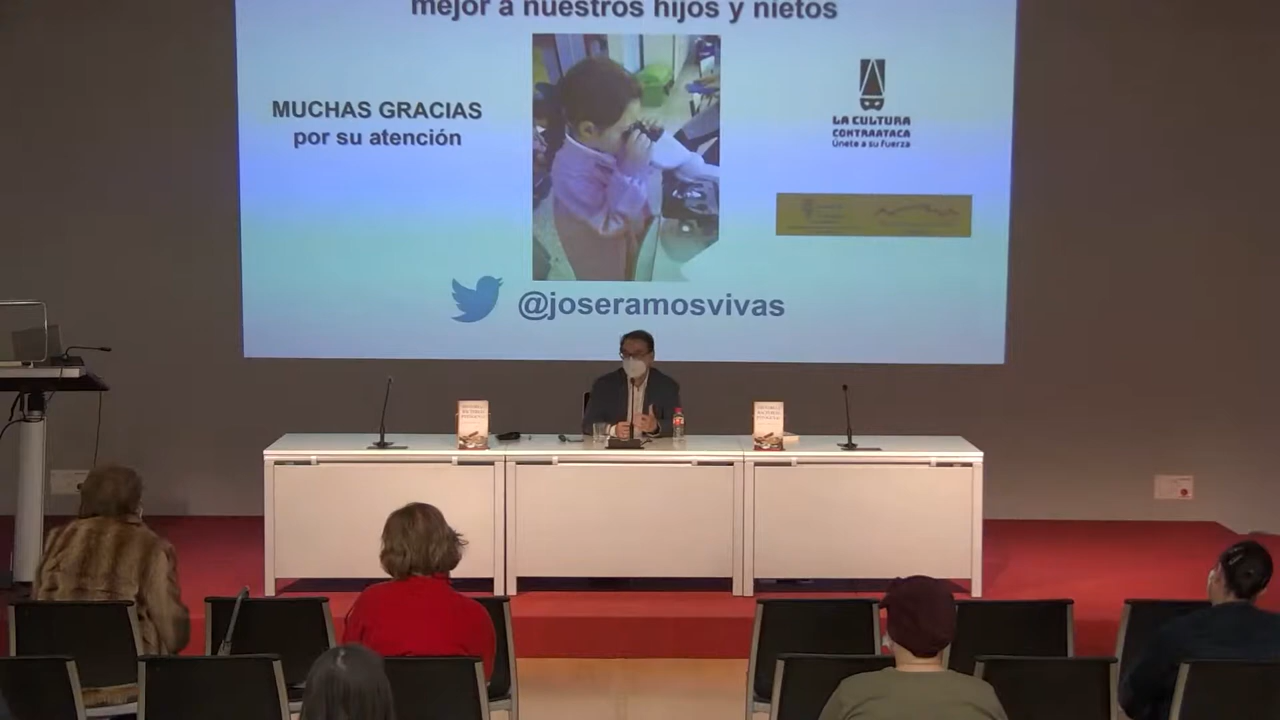 mejor a nuestros hijos y nietos
MUCHAS GRACIAS
por su atención
LA CULTURA
CONTRAATACA
Únete a su fuerza
@joseramosvivas